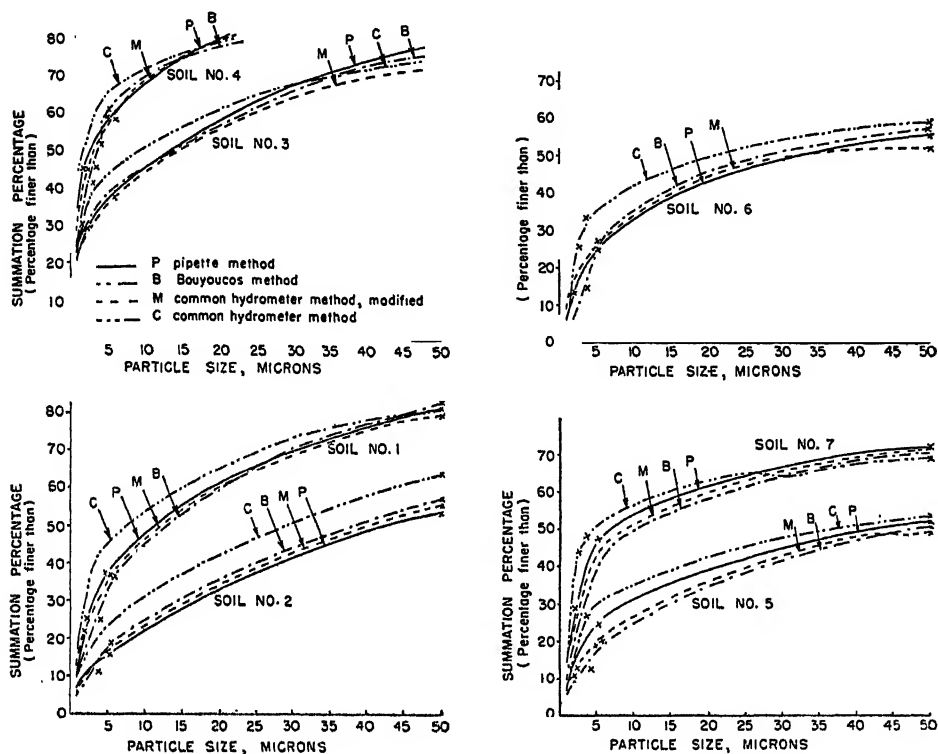 SUMMATION PERCENTAGE
(Percentage finer than)
80
70
60
50
40
30
20
10
C
M
P
B
SOIL NO. 4
M
P
C
B
SOIL NO. 3
P pipette method
B Bouyoucos method
M common hydrometer method, modified
C common hydrometer method
5 10 15 20 25 30 35 40 45 50
PARTICLE SIZE, MICRONS
(Percentage finer than)
70
60
50
40
30
20
10
0
C
B
P
M
SOIL NO. 6
5 10 15 20 25 30 35 40 45 50
PARTICLE SIZE, MICRONS
SUMMATION PERCENTAGE
(Percentage finer than)
80
70
60
50
40
30
20
10
0
C
P
M
B
SOIL NO. 1
C
B
M
P
SOIL NO. 2
5 10 15 20 25 30 35 40 45 50
PARTICLE SIZE, MICRONS
SUMMATION PERCENTAGE
(Percentage finer than)
80
70
60
50
40
30
20
10
0
SOIL NO. 7
C
M
B
P
M
B
C
P
SOIL NO. 5
5 10 15 20 25 30 35 40 45 50
PARTICLE SIZE, MICRONS